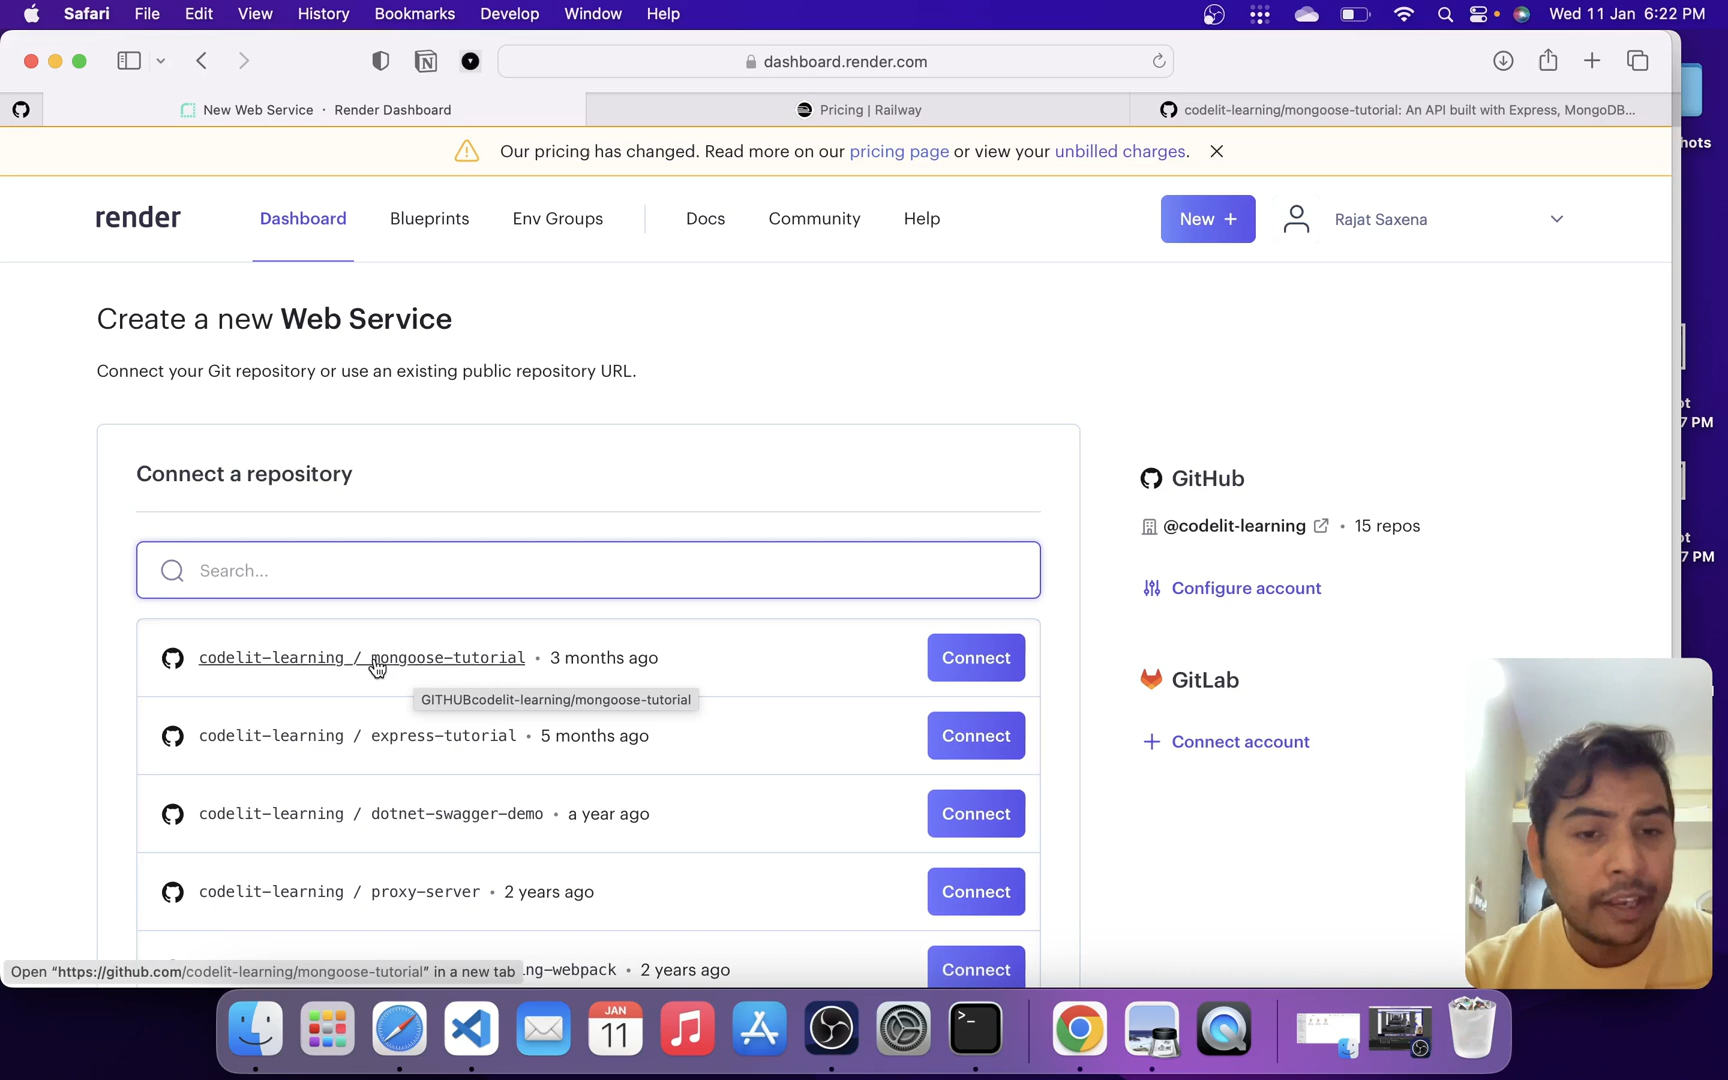 Safari File Edit View History Bookmarks Develop Window Help Wed 11 Jan 6:22 PM
dashboard.render.com
New Web Service · Render Dashboard
Pricing | Railway
codelit-learning/mongoose-tutorial: An API built with Express, MongoDB...
Our pricing has changed. Read more on our pricing page or view your unbilled charges.
hots
render Dashboard Blueprints Env Groups Docs Community Help New + Rajat Saxena
Create a new Web Service
Connect your Git repository or use an existing public repository URL.
Connect a repository
Search...
codelit-learning / mongoose-tutorial • 3 months ago Connect
GITHUBcodelit-learning/mongoose-tutorial
codelit-learning / express-tutorial • 5 months ago Connect
codelit-learning / dotnet-swagger-demo • a year ago Connect
codelit-learning / proxy-server • 2 years ago Connect
ng-webpack • 2 years ago Connect
GitHub
@codelit-learning • 15 repos
Configure account
GitLab
+ Connect account
ot
7 PM
ot
7 PM
Open “https://github.com/codelit-learning/mongoose-tutorial” in a new tab
JAN
11